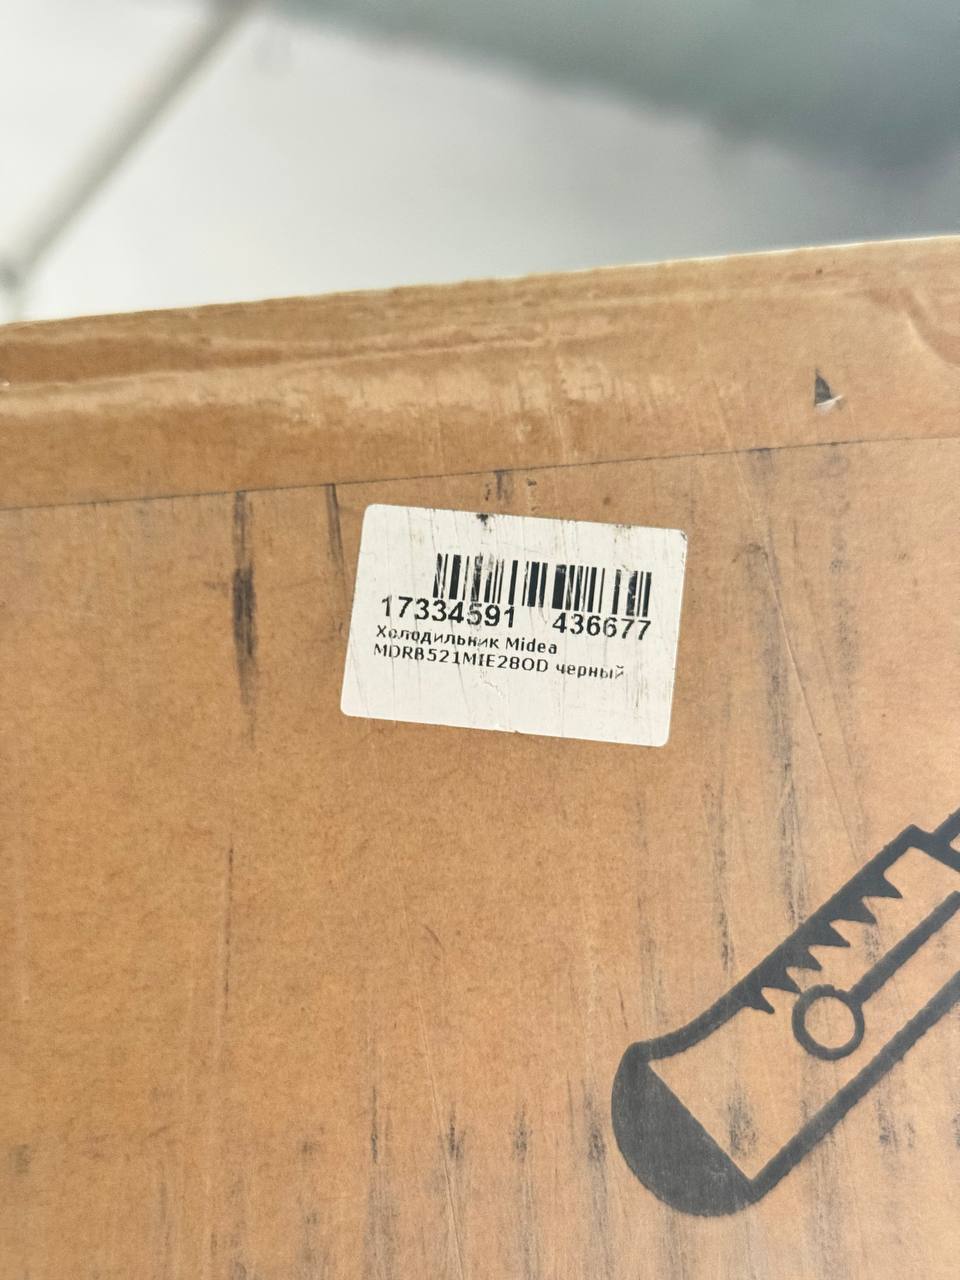 17334591 436677
Холодильник Midea
MDRB521MIE28OD черный